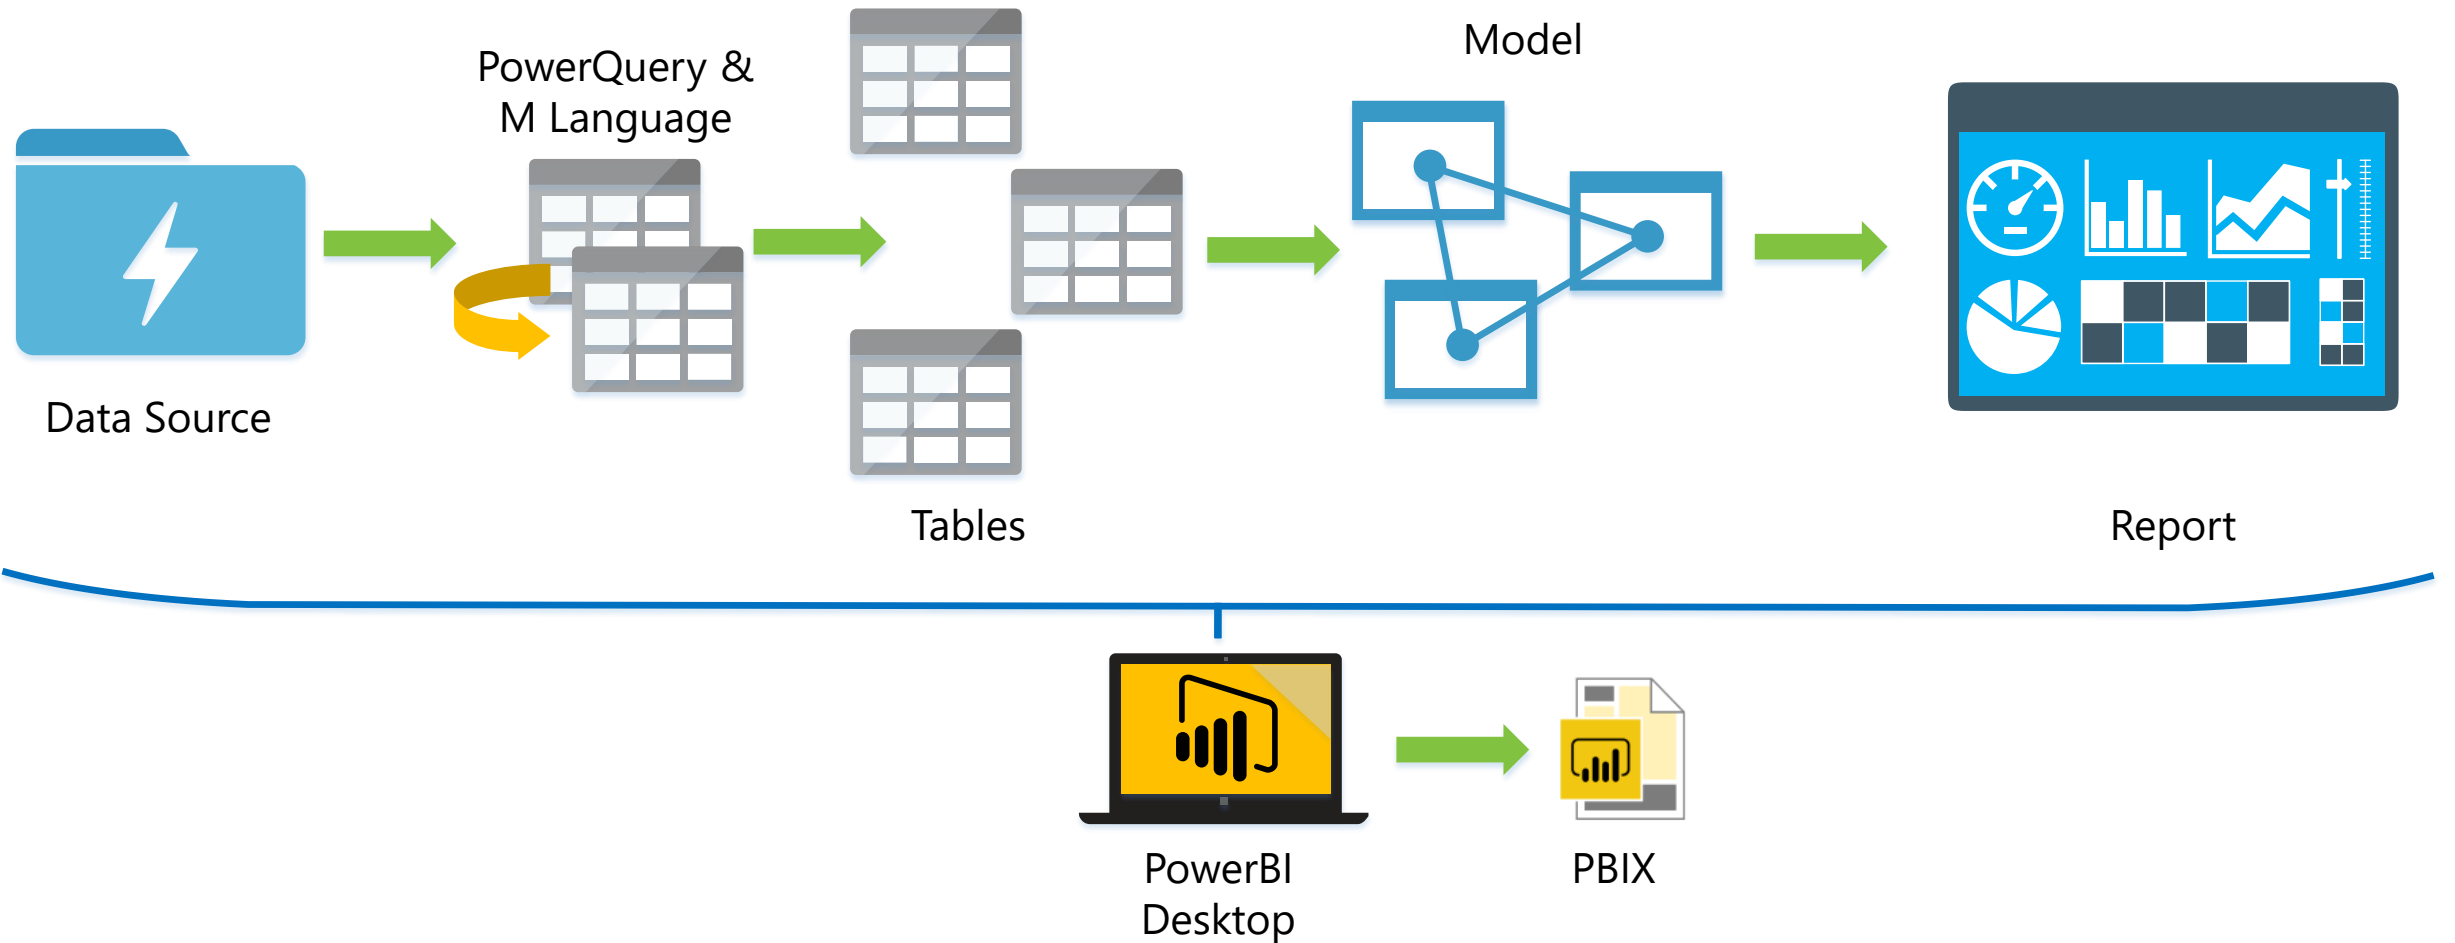 PowerQuery &
M Language
Model
Data Source
Tables
Report
PowerBI
Desktop
PBIX